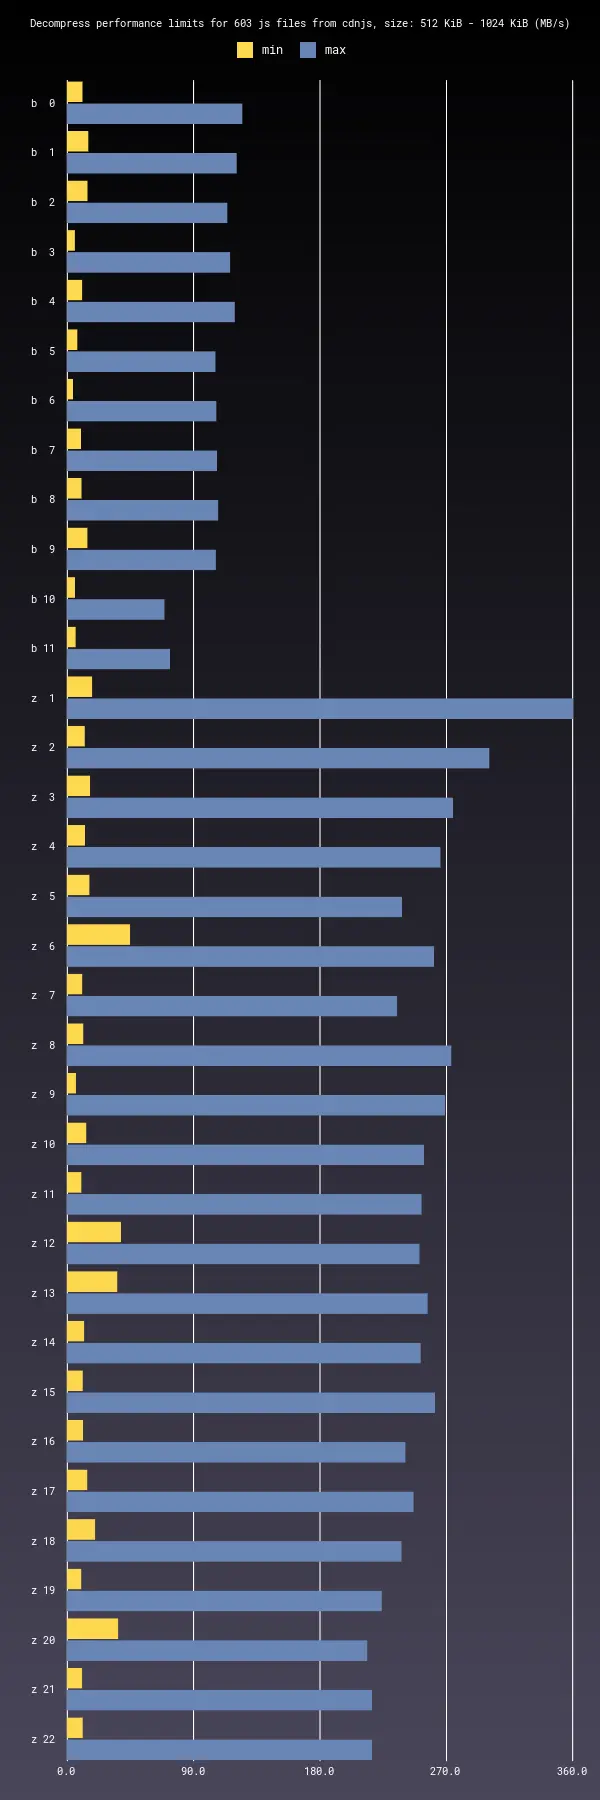 Decompress performance limits for 603 js files from cdnjs, size: 512 KiB - 1024 KiB (MB/s)
min max
b 0
b 1
b 2
b 3
b 4
b 5
b 6
b 7
b 8
b 9
b 10
b 11
z 1
z 2
z 3
z 4
z 5
z 6
z 7
z 8
z 9
z 10
z 11
z 12
z 13
z 14
z 15
z 16
z 17
z 18
z 19
z 20
z 21
z 22
0.0 90.0 180.0 270.0 360.0